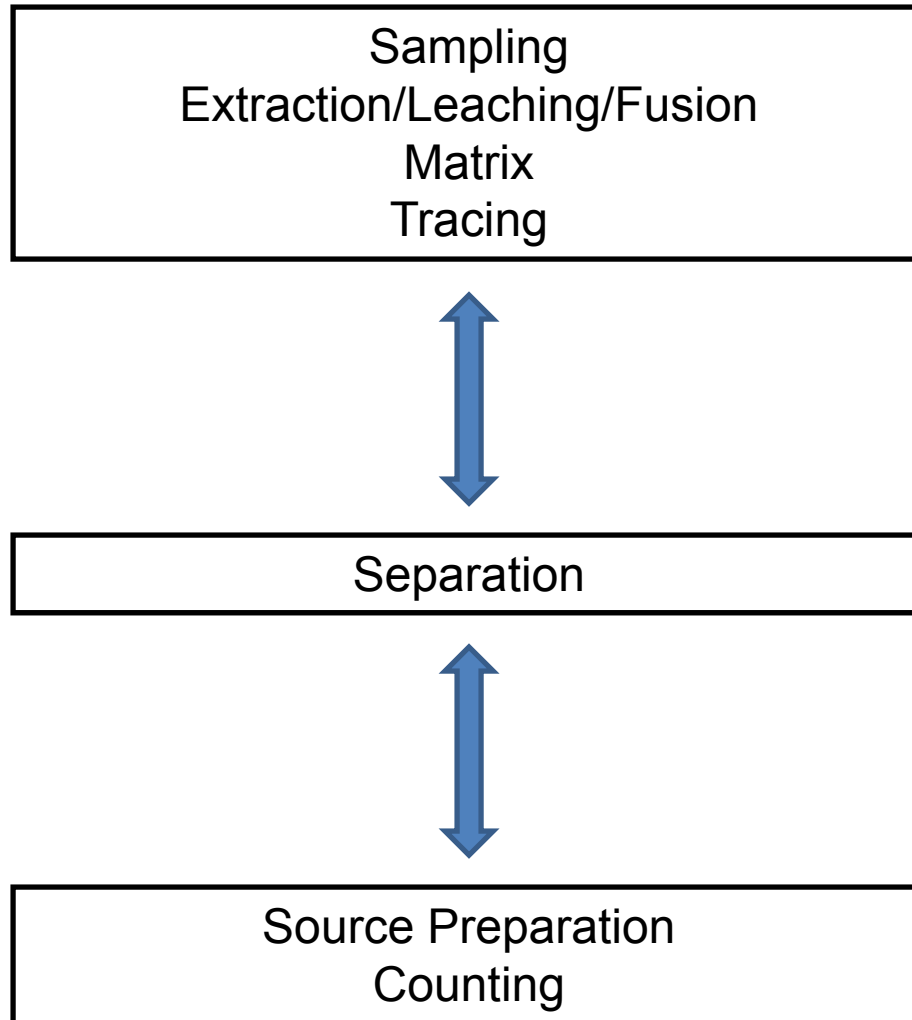 Sampling
Extraction/Leaching/Fusion
Matrix
Tracing
Separation
Source Preparation
Counting